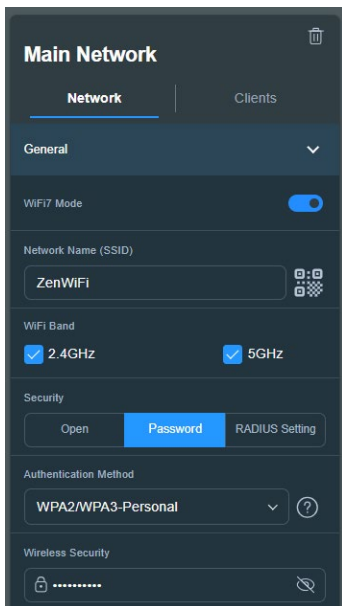 Main Network
Network Clients
General
WiFi7 Mode
Network Name (SSID)
ZenWiFi
WiFi Band
2.4GHz 5GHz
Security
Open Password RADIUS Setting
Authentication Method
WPA2/WPA3-Personal
Wireless Security
••••••••••